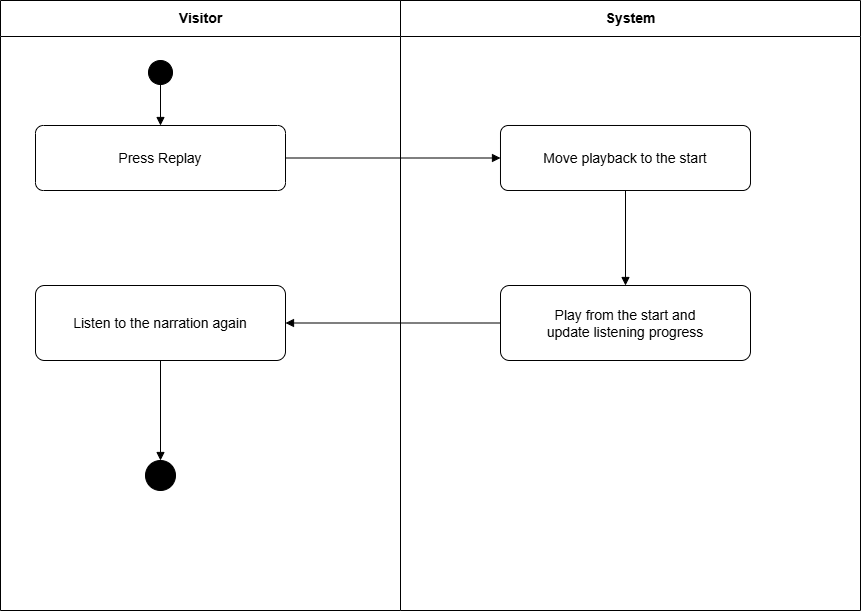 Visitor
System
Press Replay
Move playback to the start
Listen to the narration again
Play from the start and
update listening progress